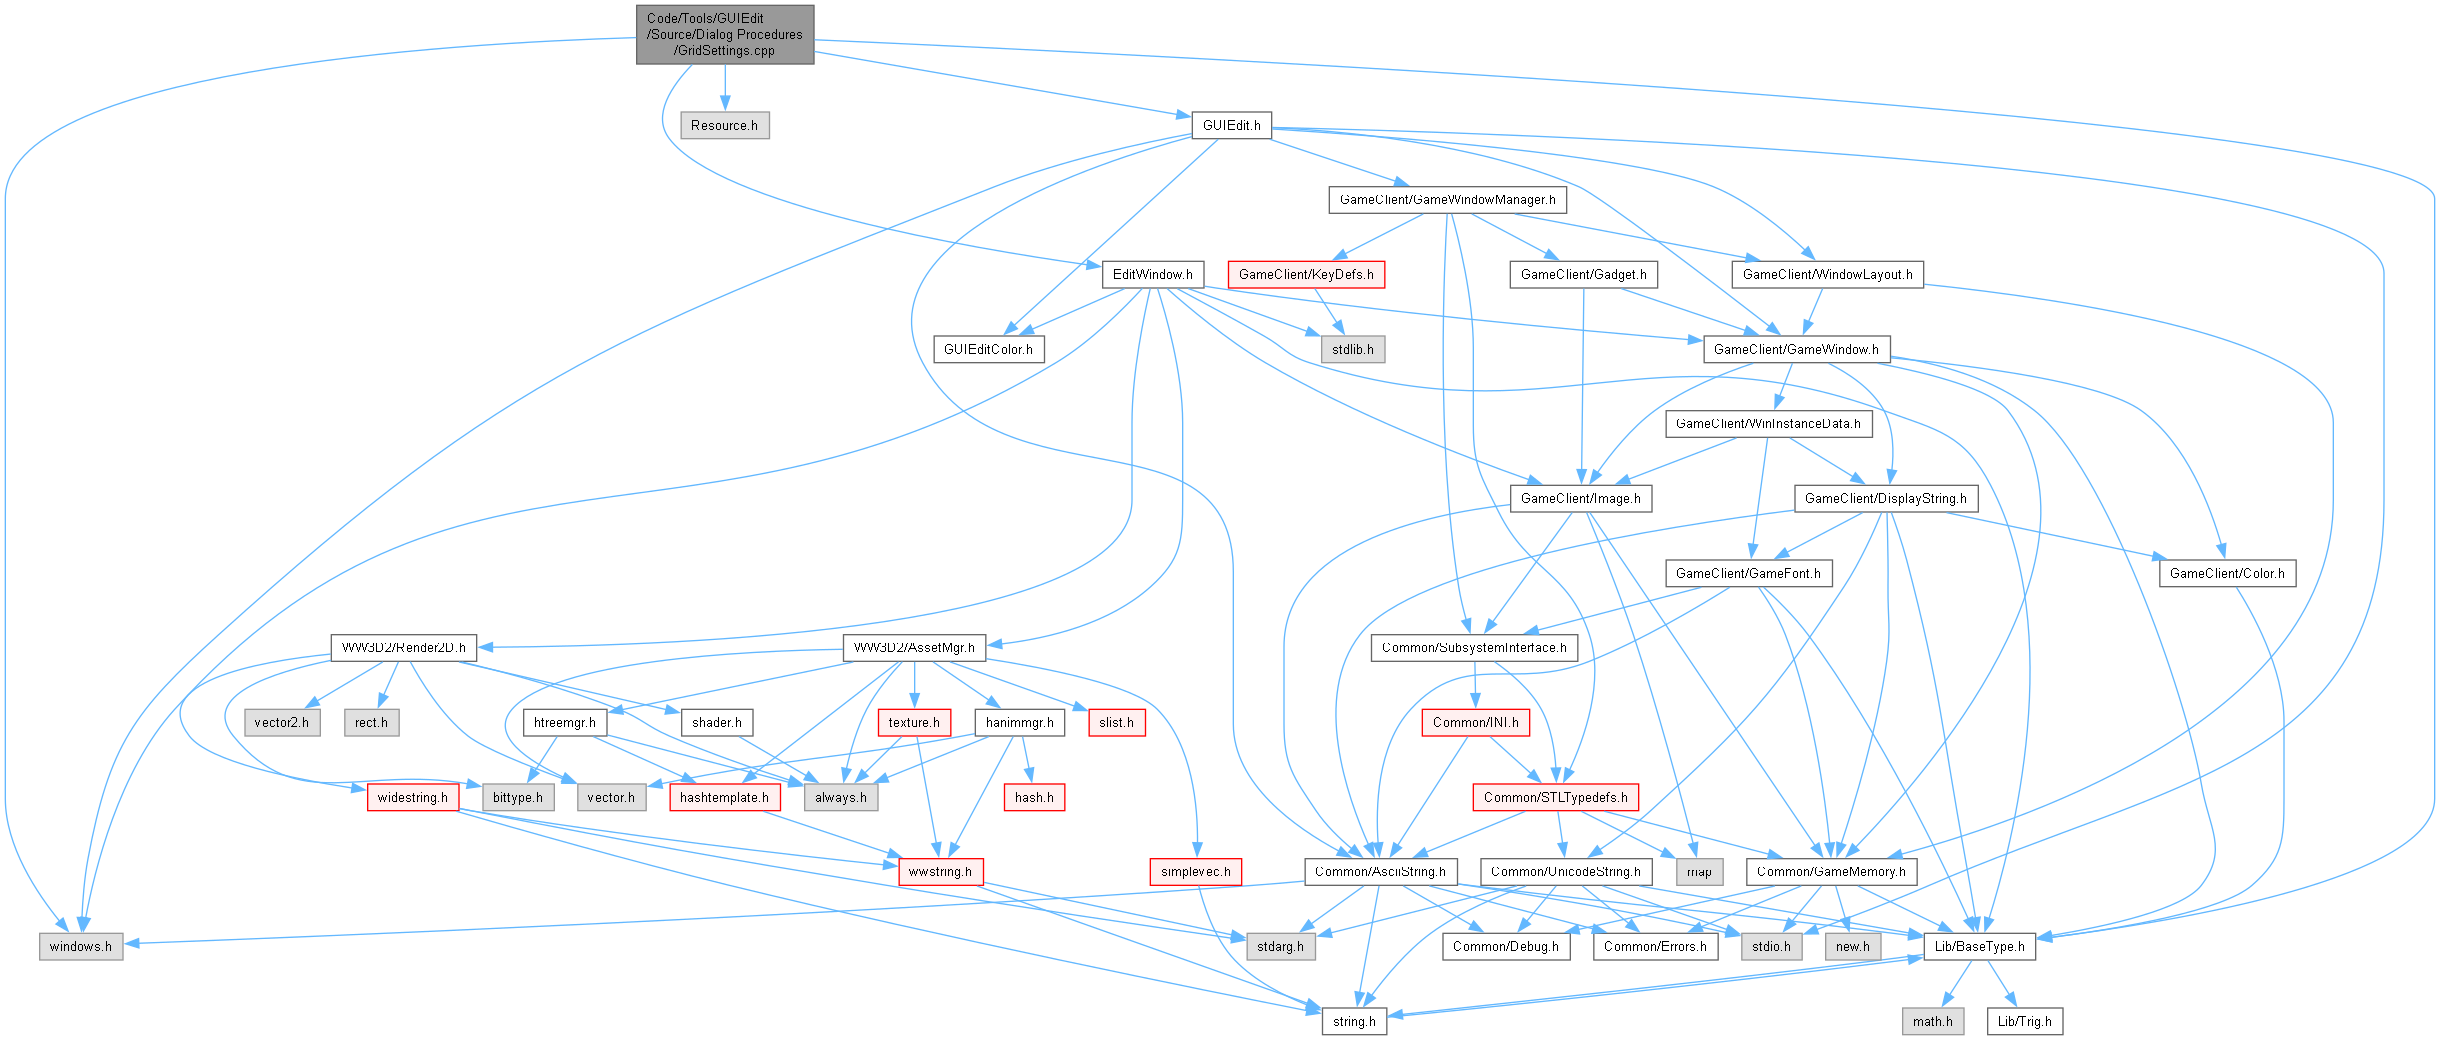 Code/Tools/GUIEdit
/Source/Dialog Procedures
/GridSettings.cpp
Resource.h
GUIEdit.h
GameClient/GameWindowManager.h
EditWindow.h
GameClient/KeyDefs.h
GameClient/Gadget.h
GameClient/WindowLayout.h
GUIEditColor.h
stdlib.h
GameClient/GameWindow.h
GameClient/WinInstanceData.h
GameClient/Image.h
GameClient/DisplayString.h
GameClient/GameFont.h
GameClient/Color.h
WW3D2/Render2D.h
WW3D2/AssetMgr.h
Common/SubsystemInterface.h
vector2.h
rect.h
htreemgr.h
shader.h
texture.h
hanimmgr.h
slist.h
Common/INI.h
widestring.h
bittype.h
vector.h
hashtemplate.h
always.h
hash.h
Common/STLTypedefs.h
wwstring.h
simplevec.h
Common/AsciiString.h
Common/UnicodeString.h
map
Common/GameMemory.h
windows.h
stdarg.h
Common/Debug.h
Common/Errors.h
stdio.h
new.h
Lib/BaseType.h
string.h
math.h
Lib/Trig.h